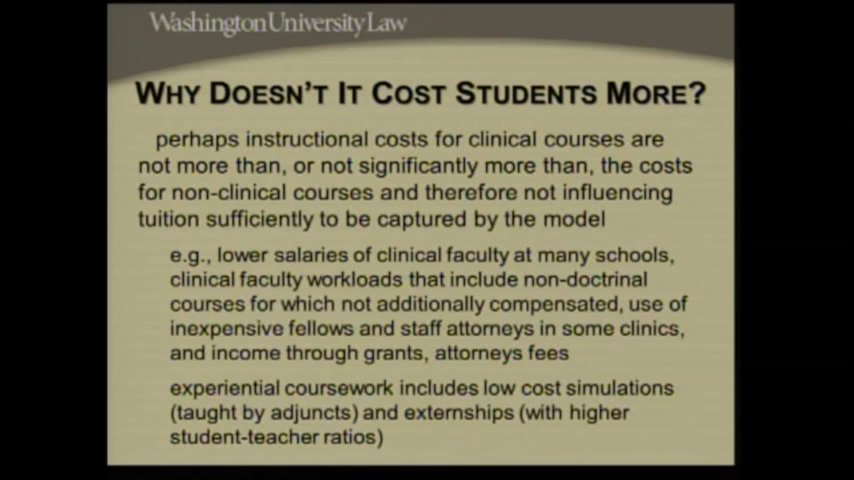 Washington University Law
WHY DOESN'T IT COST STUDENTS MORE?
perhaps instructional costs for clinical courses are
not more than, or not significantly more than, the costs
for non-clinical courses and therefore not influencing
tuition sufficiently to be captured by the model
e.g., lower salaries of clinical faculty at many schools,
clinical faculty workloads that include non-doctrinal
courses for which not additionally compensated, use of
inexpensive fellows and staff attorneys in some clinics,
and income through grants, attorneys fees
experiential coursework includes low cost simulations
(taught by adjuncts) and externships (with higher
student-teacher ratios)